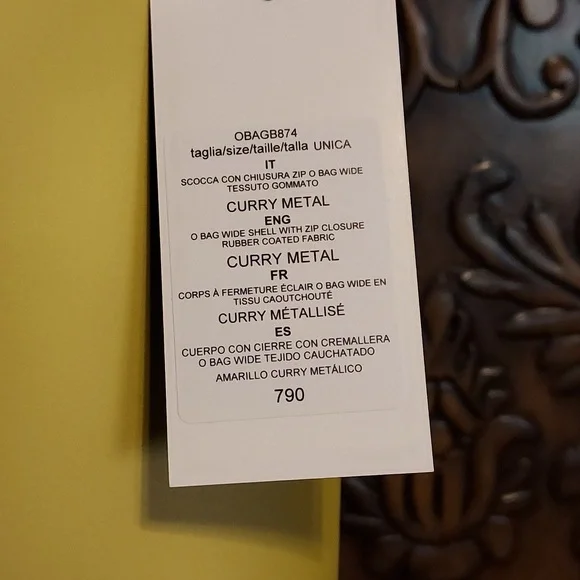 OBAGB874
taglia/size/taille/talla UNICA
IT
SCOCCA CON CHIUSURA ZIP O BAG WIDE
TESSUTO GOMMATO
CURRY METAL
ENG
O BAG WIDE SHELL WITH ZIP CLOSURE
RUBBER COATED FABRIC
CURRY METAL
FR
CORPS À FERMETURE ÉCLAIR O BAG WIDE EN
TISSU CAOUTCHOUTÉ
CURRY MÉTALLISÉ
ES
CUERPO CON CIERRE CON CREMALLERA
O BAG WIDE TEJIDO CAUCHATADO
AMARILLO CURRY METÁLICO
790